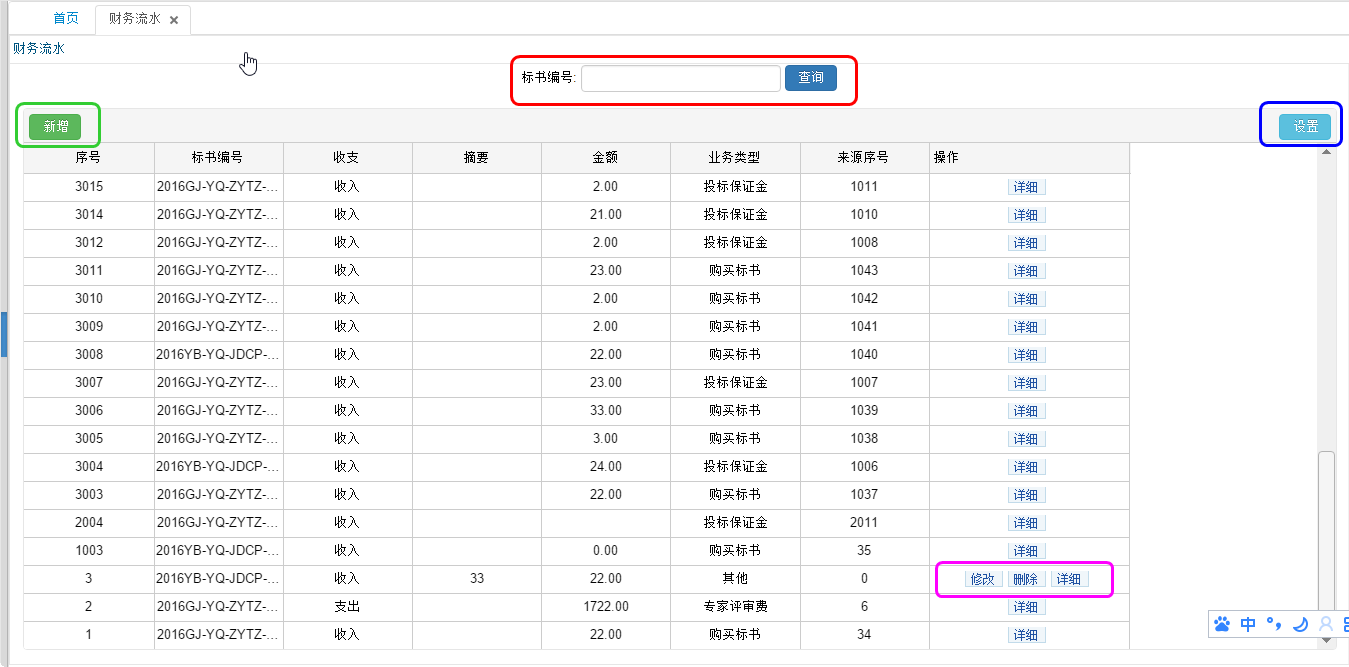 首页 财务流水 ×
财务流水
标书编号: 查询
新增 设置
序号 标书编号 收支 摘要 金额 业务类型 来源序号 操作
3015 2016GJ-YQ-ZYTZ-... 收入 2.00 投标保证金 1011 详细
3014 2016GJ-YQ-ZYTZ-... 收入 21.00 投标保证金 1010 详细
3012 2016GJ-YQ-ZYTZ-... 收入 2.00 投标保证金 1008 详细
3011 2016GJ-YQ-ZYTZ-... 收入 23.00 购买标书 1043 详细
3010 2016GJ-YQ-ZYTZ-... 收入 2.00 购买标书 1042 详细
3009 2016GJ-YQ-ZYTZ-... 收入 2.00 购买标书 1041 详细
3008 2016YB-YQ-JDCP-... 收入 22.00 购买标书 1040 详细
3007 2016GJ-YQ-ZYTZ-... 收入 23.00 投标保证金 1007 详细
3006 2016GJ-YQ-ZYTZ-... 收入 33.00 购买标书 1039 详细
3005 2016GJ-YQ-ZYTZ-... 收入 3.00 购买标书 1038 详细
3004 2016YB-YQ-JDCP-... 收入 24.00 投标保证金 1006 详细
3003 2016GJ-YQ-ZYTZ-... 收入 22.00 购买标书 1037 详细
2004 2016GJ-YQ-ZYTZ-... 收入 投标保证金 2011 详细
1003 2016YB-YQ-JDCP-... 收入 0.00 购买标书 35 详细
3 2016YB-YQ-JDCP-... 收入 33 22.00 其他 0 修改 删除 详细
2 2016GJ-YQ-ZYTZ-... 支出 1722.00 专家评审费 6 详细
1 2016GJ-YQ-ZYTZ-... 收入 22.00 购买标书 34 详细
中 °,